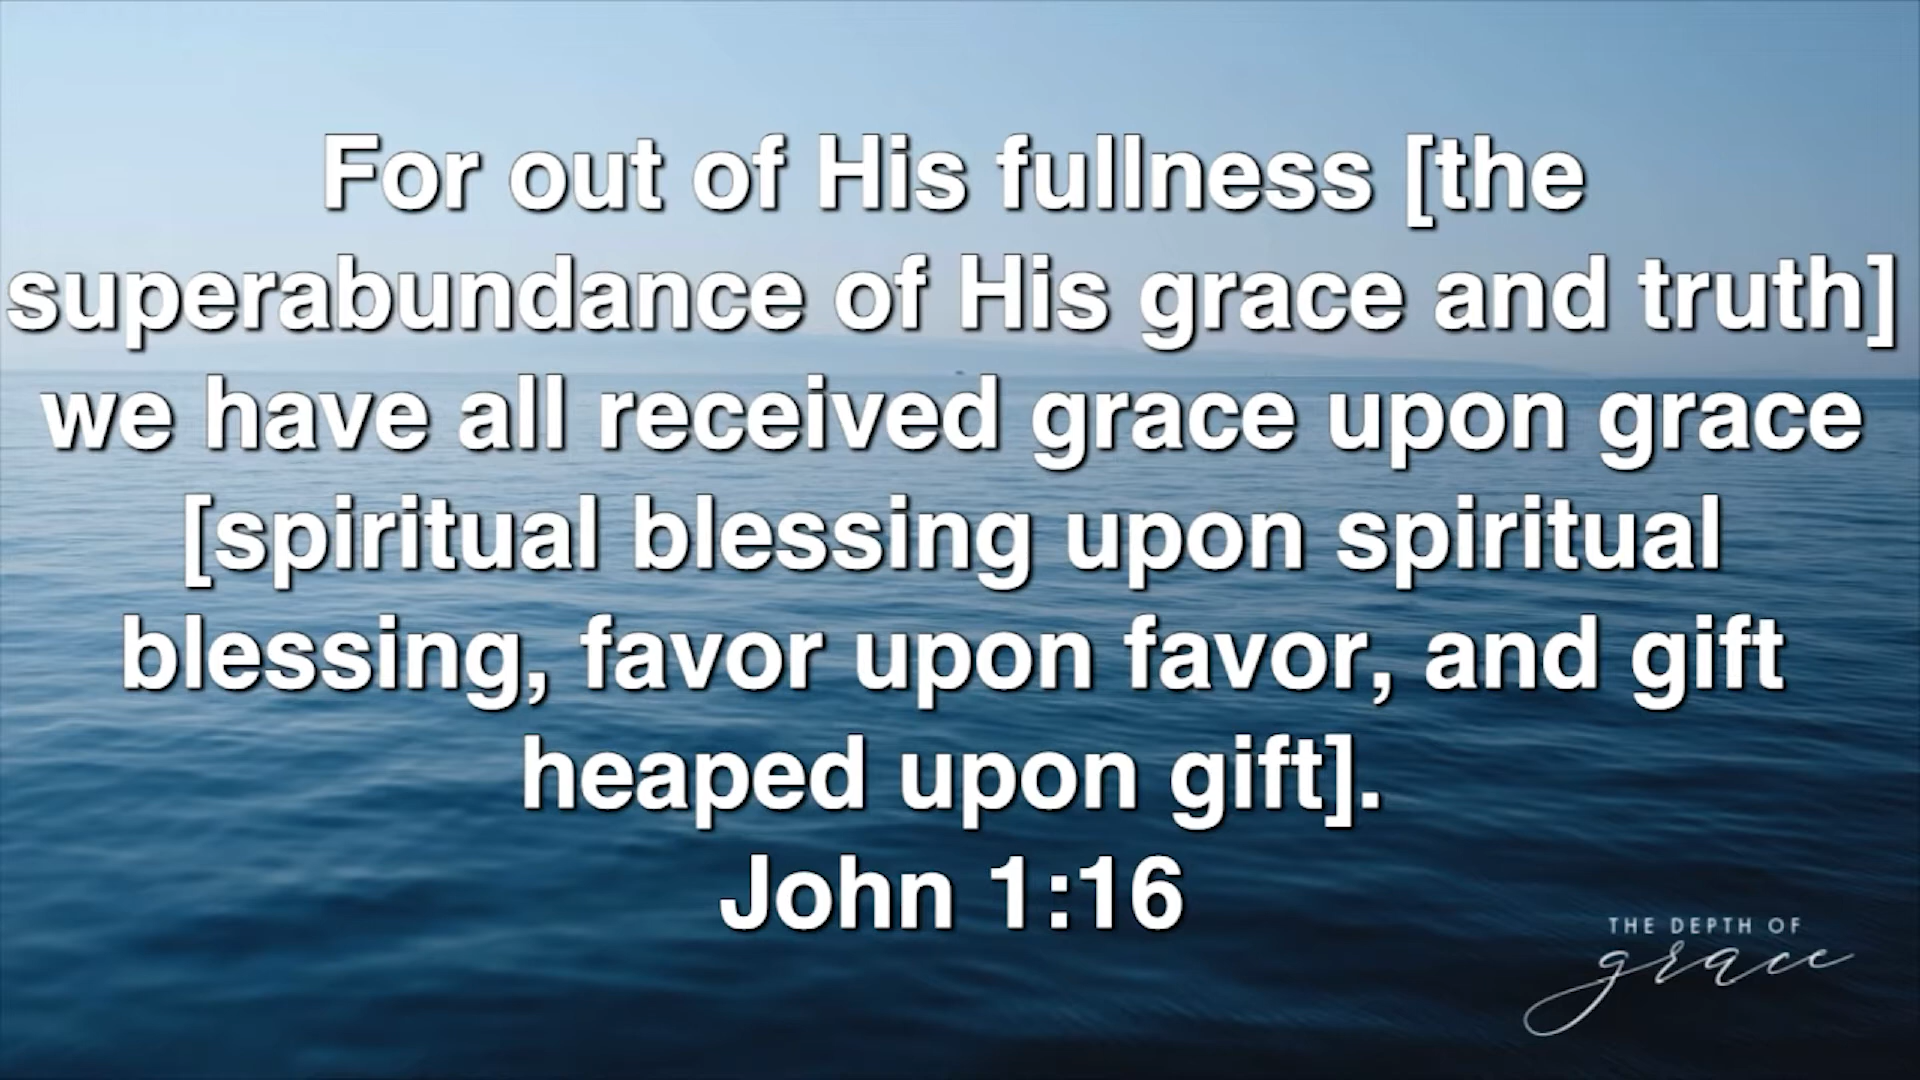 For out of His fullness [the
superabundance of His grace and truth]
we have all received grace upon grace
[spiritual blessing upon spiritual
blessing, favor upon favor, and gift
heaped upon gift].
John 1:16
THE DEPTH OF
grace